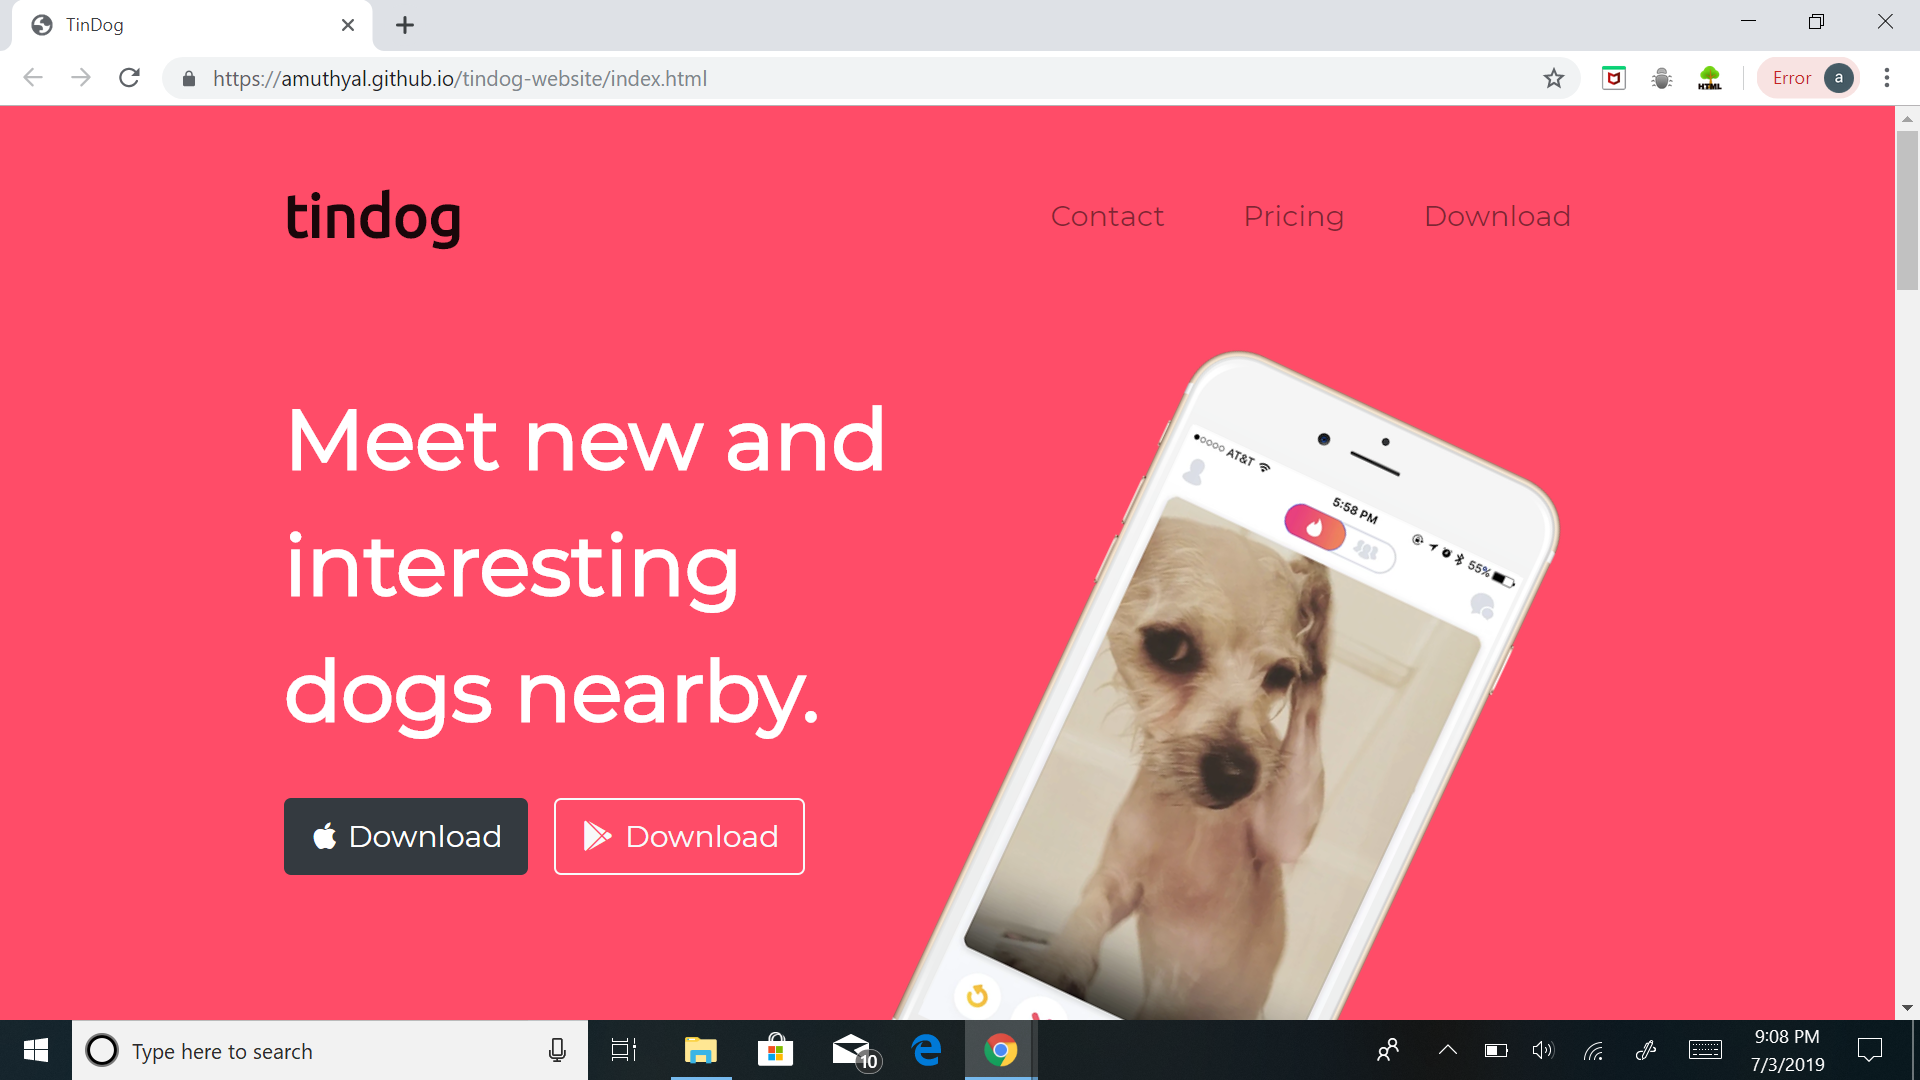 TinDog
https://amuthyal.github.io/tindog-website/index.html
HTML
Error
a
tindog
Contact
Pricing
Download
Meet new and
interesting
dogs nearby.
Download
Download
AT&T
5:58 PM
55%
Type here to search
10
9:08 PM
7/3/2019